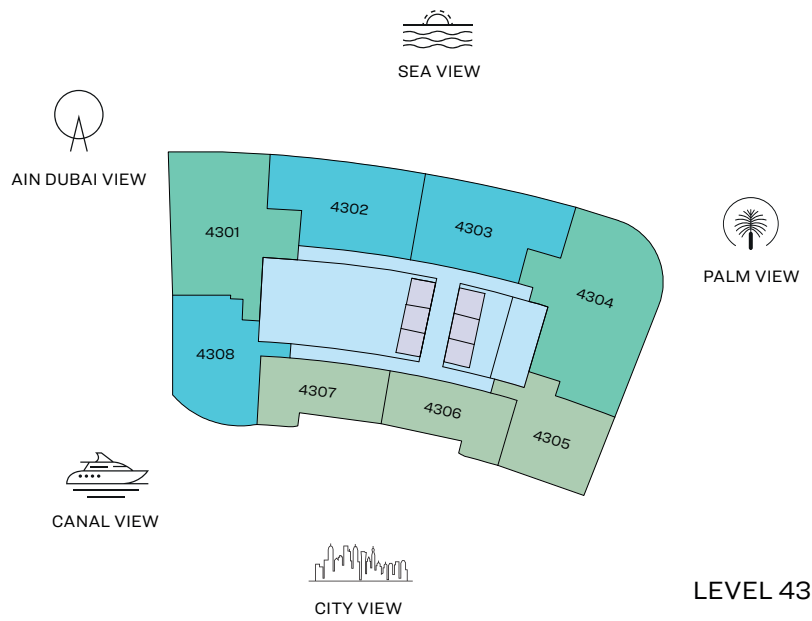 SEA VIEW
AIN DUBAI VIEW
4302
4303
4301
PALM VIEW
4304
4308
4307
4306
4305
CANAL VIEW
CITY VIEW
LEVEL 43